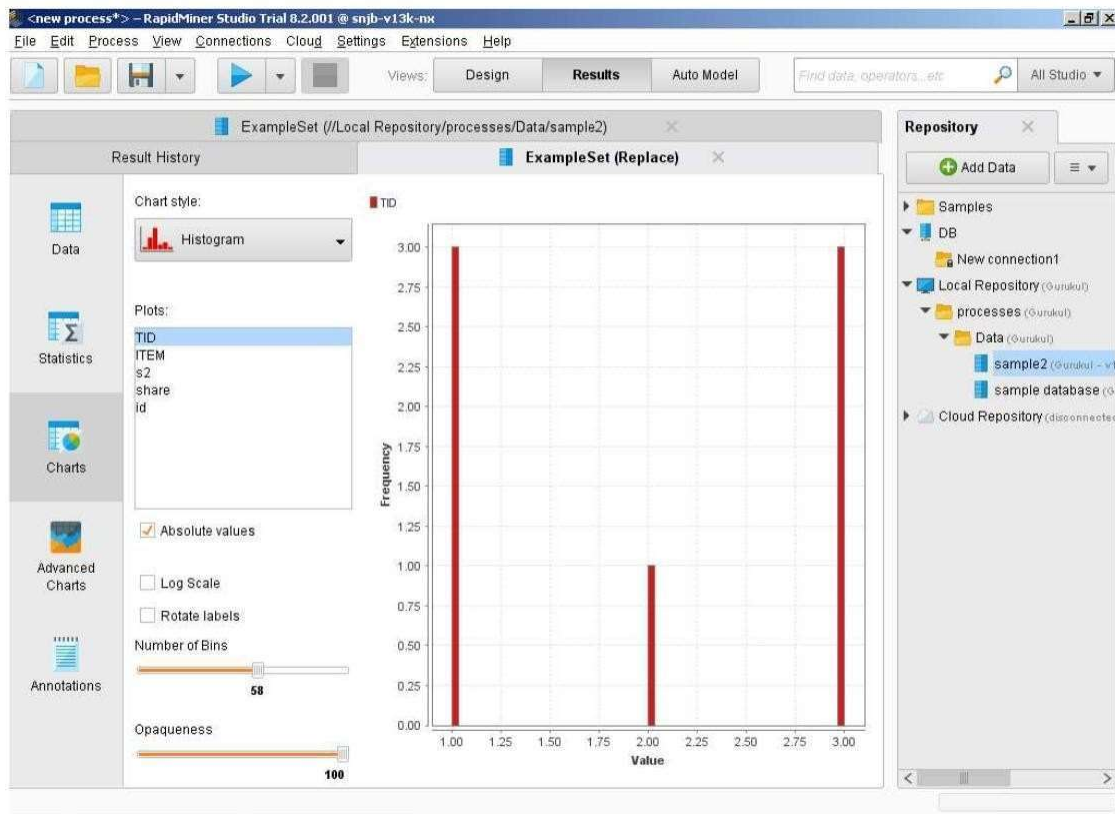 <new process*> – RapidMiner Studio Trial 8.2.001 @ snjb-v13k-nx
File Edit Process View Connections Cloud Settings Extensions Help
Views: Design Results Auto Model
Find data, operators...etc
All Studio
ExampleSet (//Local Repository/processes/Data/sample2)
Result History
ExampleSet (Replace)
Data
Statistics
Charts
Advanced
Charts
Annotations
Chart style:
Histogram
Plots:
TID
ITEM
s2
share
id
Absolute values
Log Scale
Rotate labels
Number of Bins
58
Opaqueness
100
TID
Frequency
3.00
2.75
2.50
2.25
2.00
1.75
1.50
1.25
1.00
0.75
0.50
0.25
0.00
1.00 1.25 1.50 1.75 2.00 2.25 2.50 2.75 3.00
Value
Repository
Add Data
Samples
DB
New connection1
Local Repository (Gurukul)
processes (Gurukul)
Data (Gurukul)
sample2 (Gurukul - v1
sample database (G
Cloud Repository (disconnected